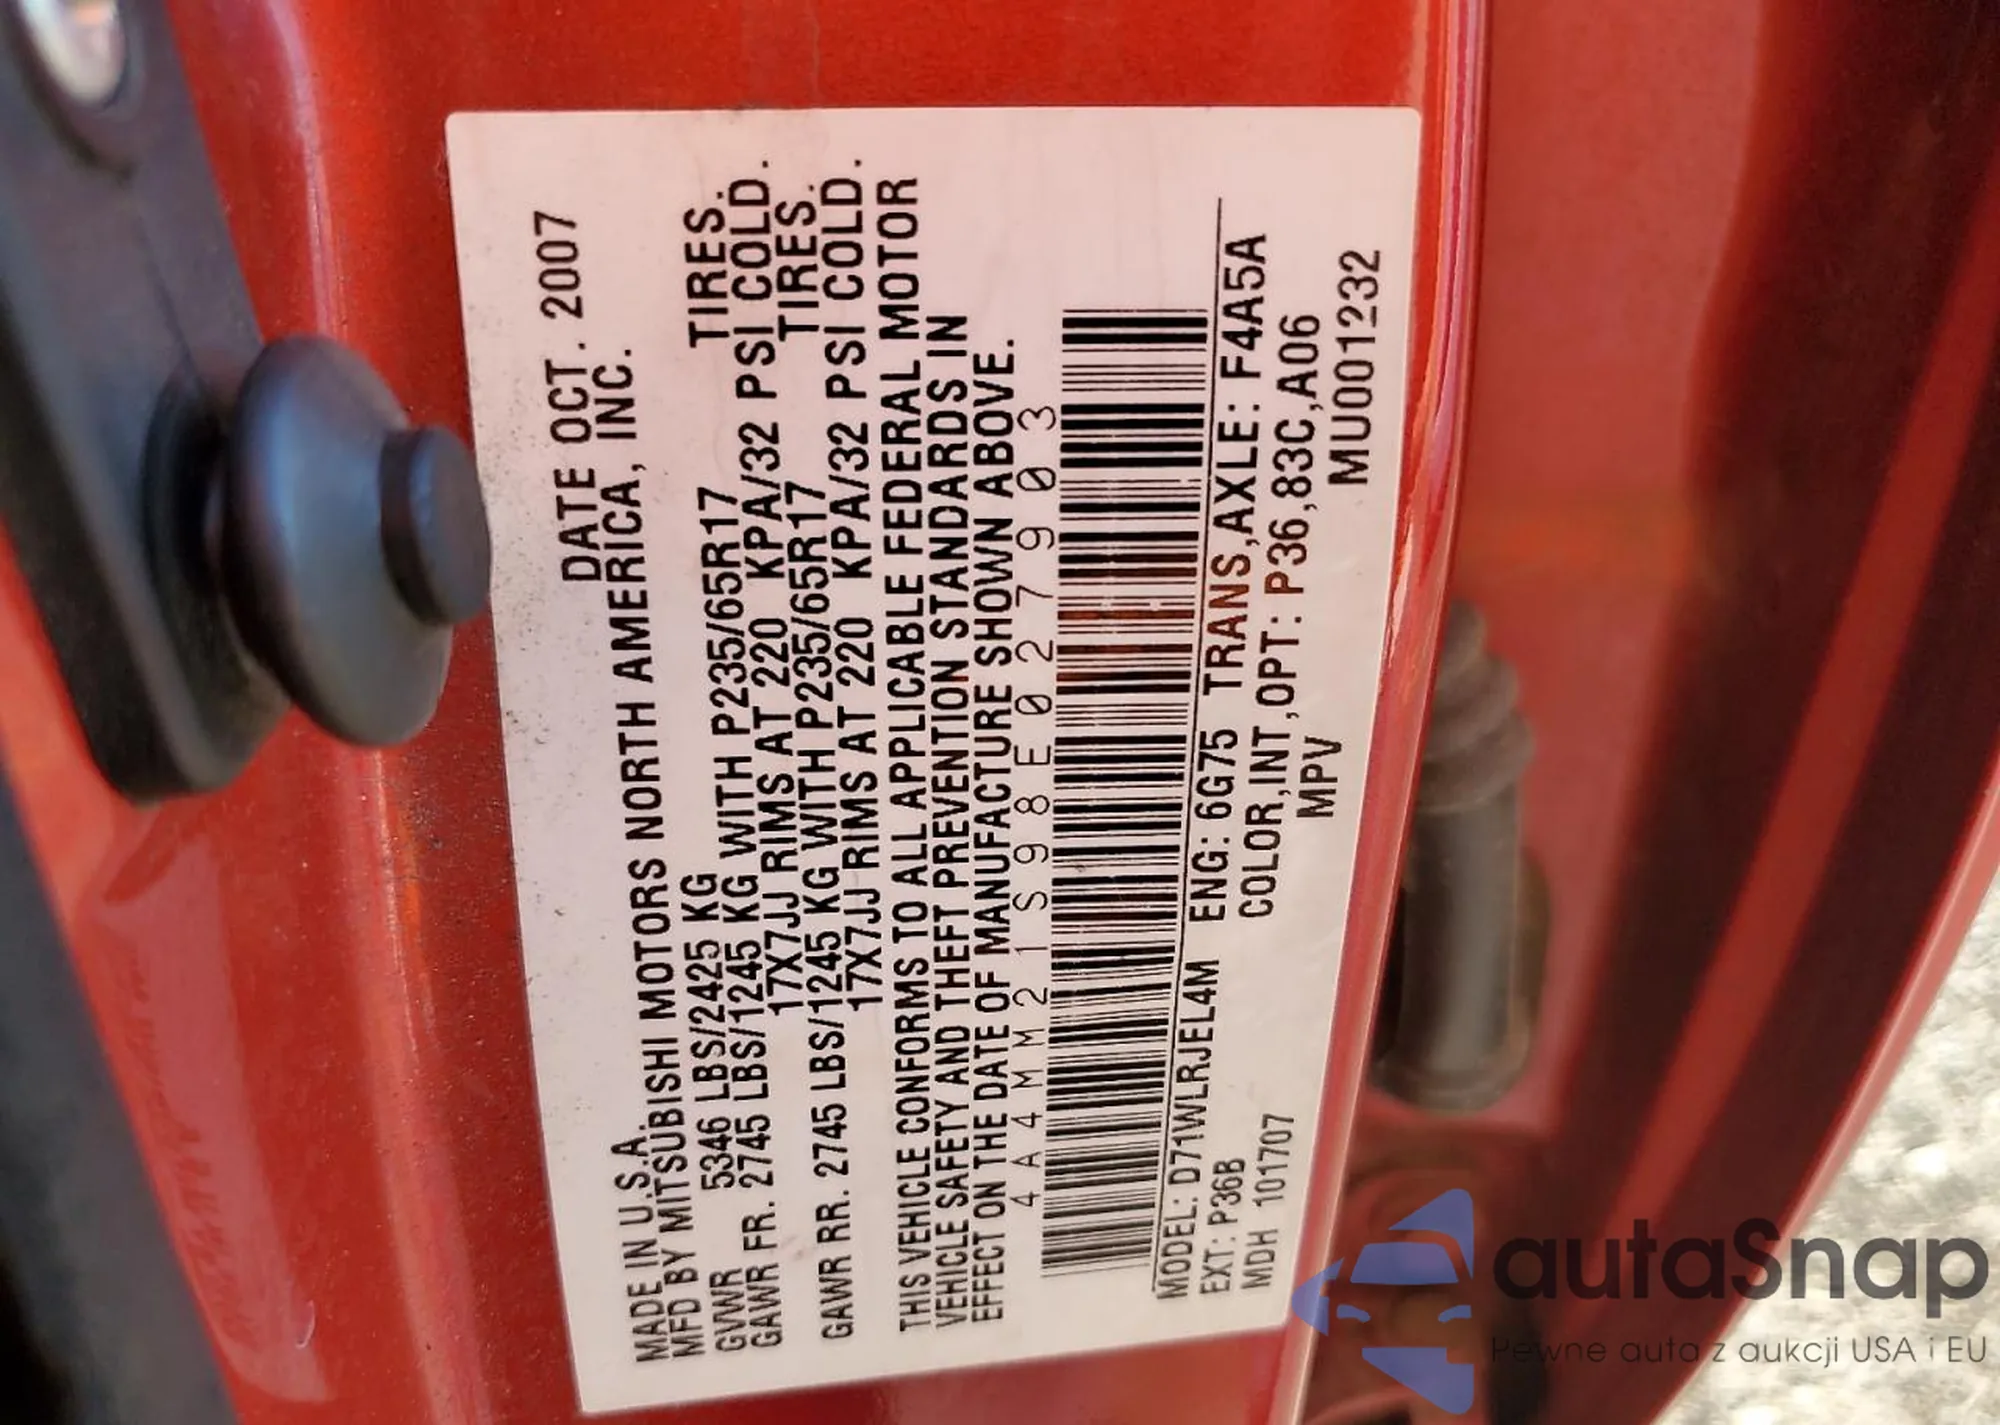 DATE OCT. 2007
MADE IN U.S.A.
MFD BY MITSUBISHI MOTORS NORTH AMERICA, INC.
GVWR 5346 LBS/2425 KG
GAWR FR. 2745 LBS/1245 KG WITH P235/65R17 TIRES.
17X7JJ RIMS AT 220 KPA/32 PSI COLD.
GAWR RR. 2745 LBS/1245 KG WITH P235/65R17 TIRES.
17X7JJ RIMS AT 220 KPA/32 PSI COLD.
THIS VEHICLE CONFORMS TO ALL APPLICABLE FEDERAL MOTOR
VEHICLE SAFETY AND THEFT PREVENTION STANDARDS IN
EFFECT ON THE DATE OF MANUFACTURE SHOWN ABOVE.
4A4MM21S98E027903
MODEL: D71WLRJEL4M ENG: 6G75 TRANS,AXLE: F4A5A
EXT: P36B COLOR,INT,OPT: P36,83C,A06
MDH 101707 MPV MU001232
autaSnap
Pewne auta z aukcji USA i EU